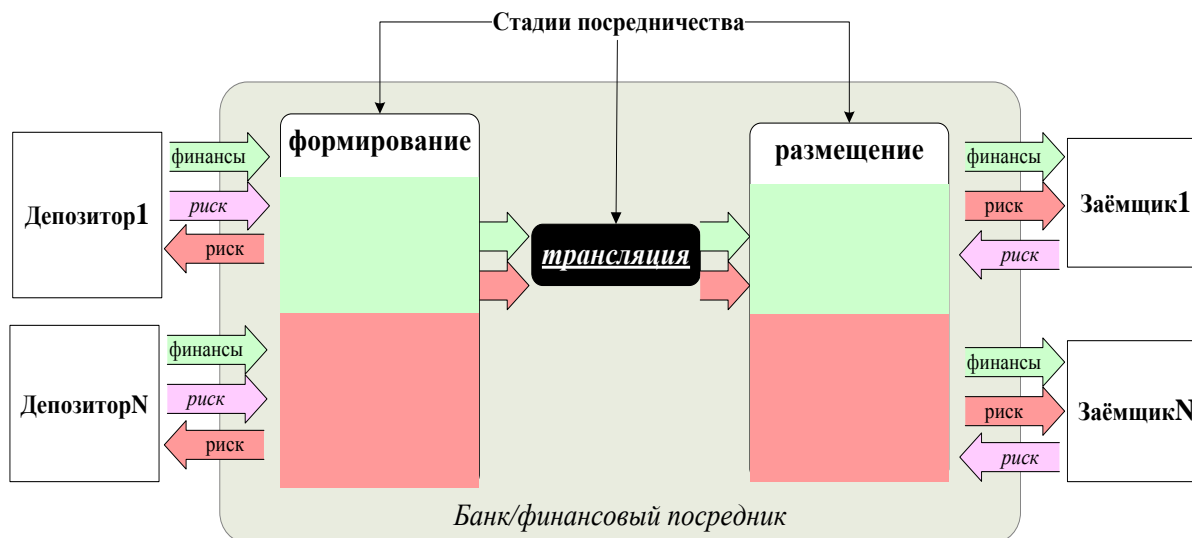 Стадии посредничества
формирование
размещение
финансы
риск
риск
Депозитор1
финансы
риск
риск
Заёмщик1
трансляция
финансы
риск
риск
ДепозиторN
финансы
риск
риск
ЗаёмщикN
Банк/финансовый посредник